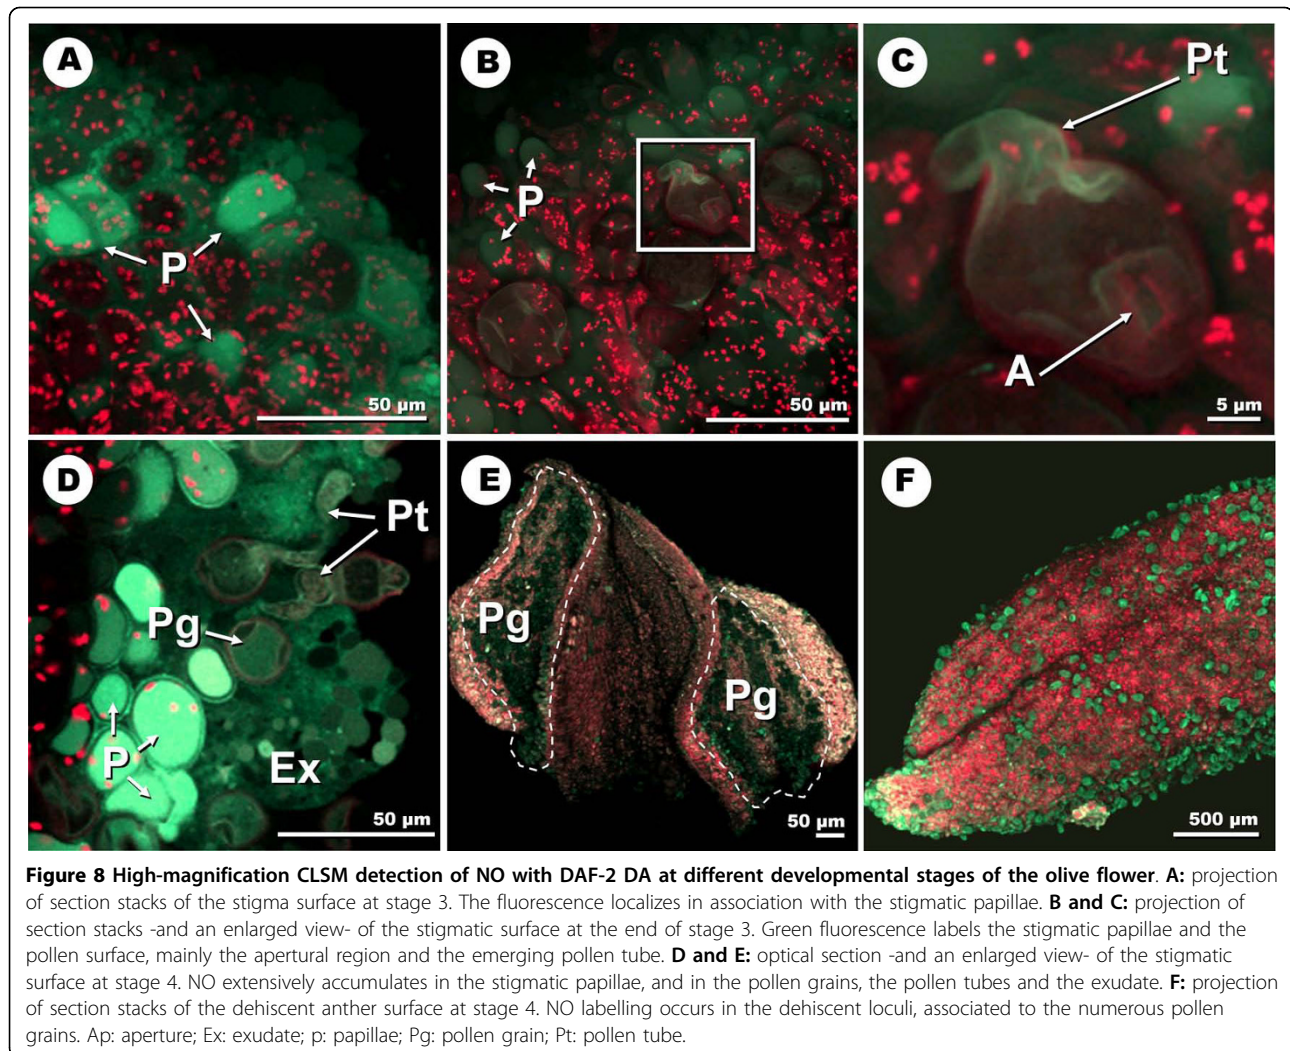 A
P
50 µm
B
P
50 µm
C
Pt
A
5 µm
D
Pt
Pg
P
Ex
50 µm
E
Pg
Pg
50 µm
F
500 µm
Figure 8 High-magnification CLSM detection of NO with DAF-2 DA at different developmental stages of the olive flower. A: projection
of section stacks of the stigma surface at stage 3. The fluorescence localizes in association with the stigmatic papillae. B and C: projection of
section stacks -and an enlarged view- of the stigmatic surface at the end of stage 3. Green fluorescence labels the stigmatic papillae and the
pollen surface, mainly the apertural region and the emerging pollen tube. D and E: optical section -and an enlarged view- of the stigmatic
surface at stage 4. NO extensively accumulates in the stigmatic papillae, and in the pollen grains, the pollen tubes and the exudate. F: projection
of section stacks of the dehiscent anther surface at stage 4. NO labelling occurs in the dehiscent loculi, associated to the numerous pollen
grains. Ap: aperture; Ex: exudate; p: papillae; Pg: pollen grain; Pt: pollen tube.